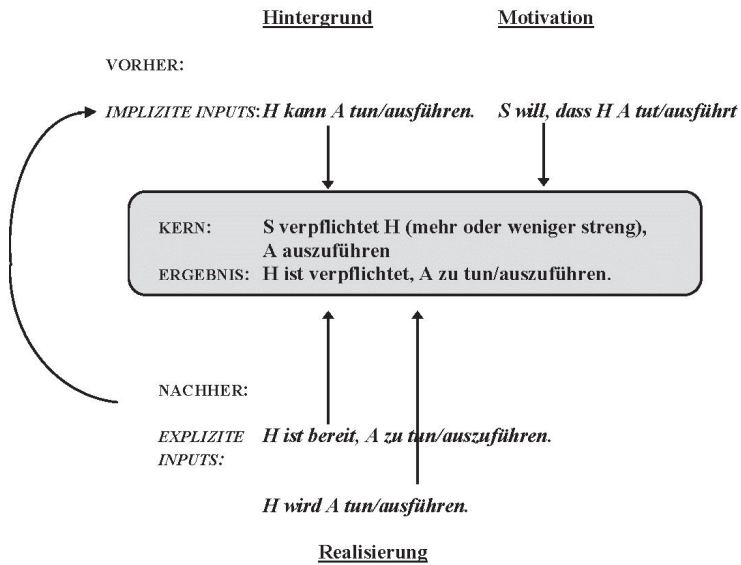 Hintergrund Motivation
VORHER:
IMPLIZITE INPUTS: H kann A tun/ausführen. S will, dass H A tut/ausführt
KERN: S verpflichtet H (mehr oder weniger streng),
A auszuführen
ERGEBNIS: H ist verpflichtet, A zu tun/auszuführen.
NACHHER:
EXPLIZITE H ist bereit, A zu tun/auszuführen.
INPUTS:
H wird A tun/ausführen.
Realisierung